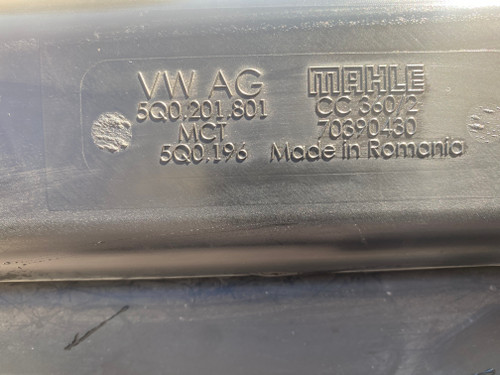 VW AG
5Q0.201.801
MCT
5Q0.196
MAHLE
CC 360/2
70390430
Made in Romania